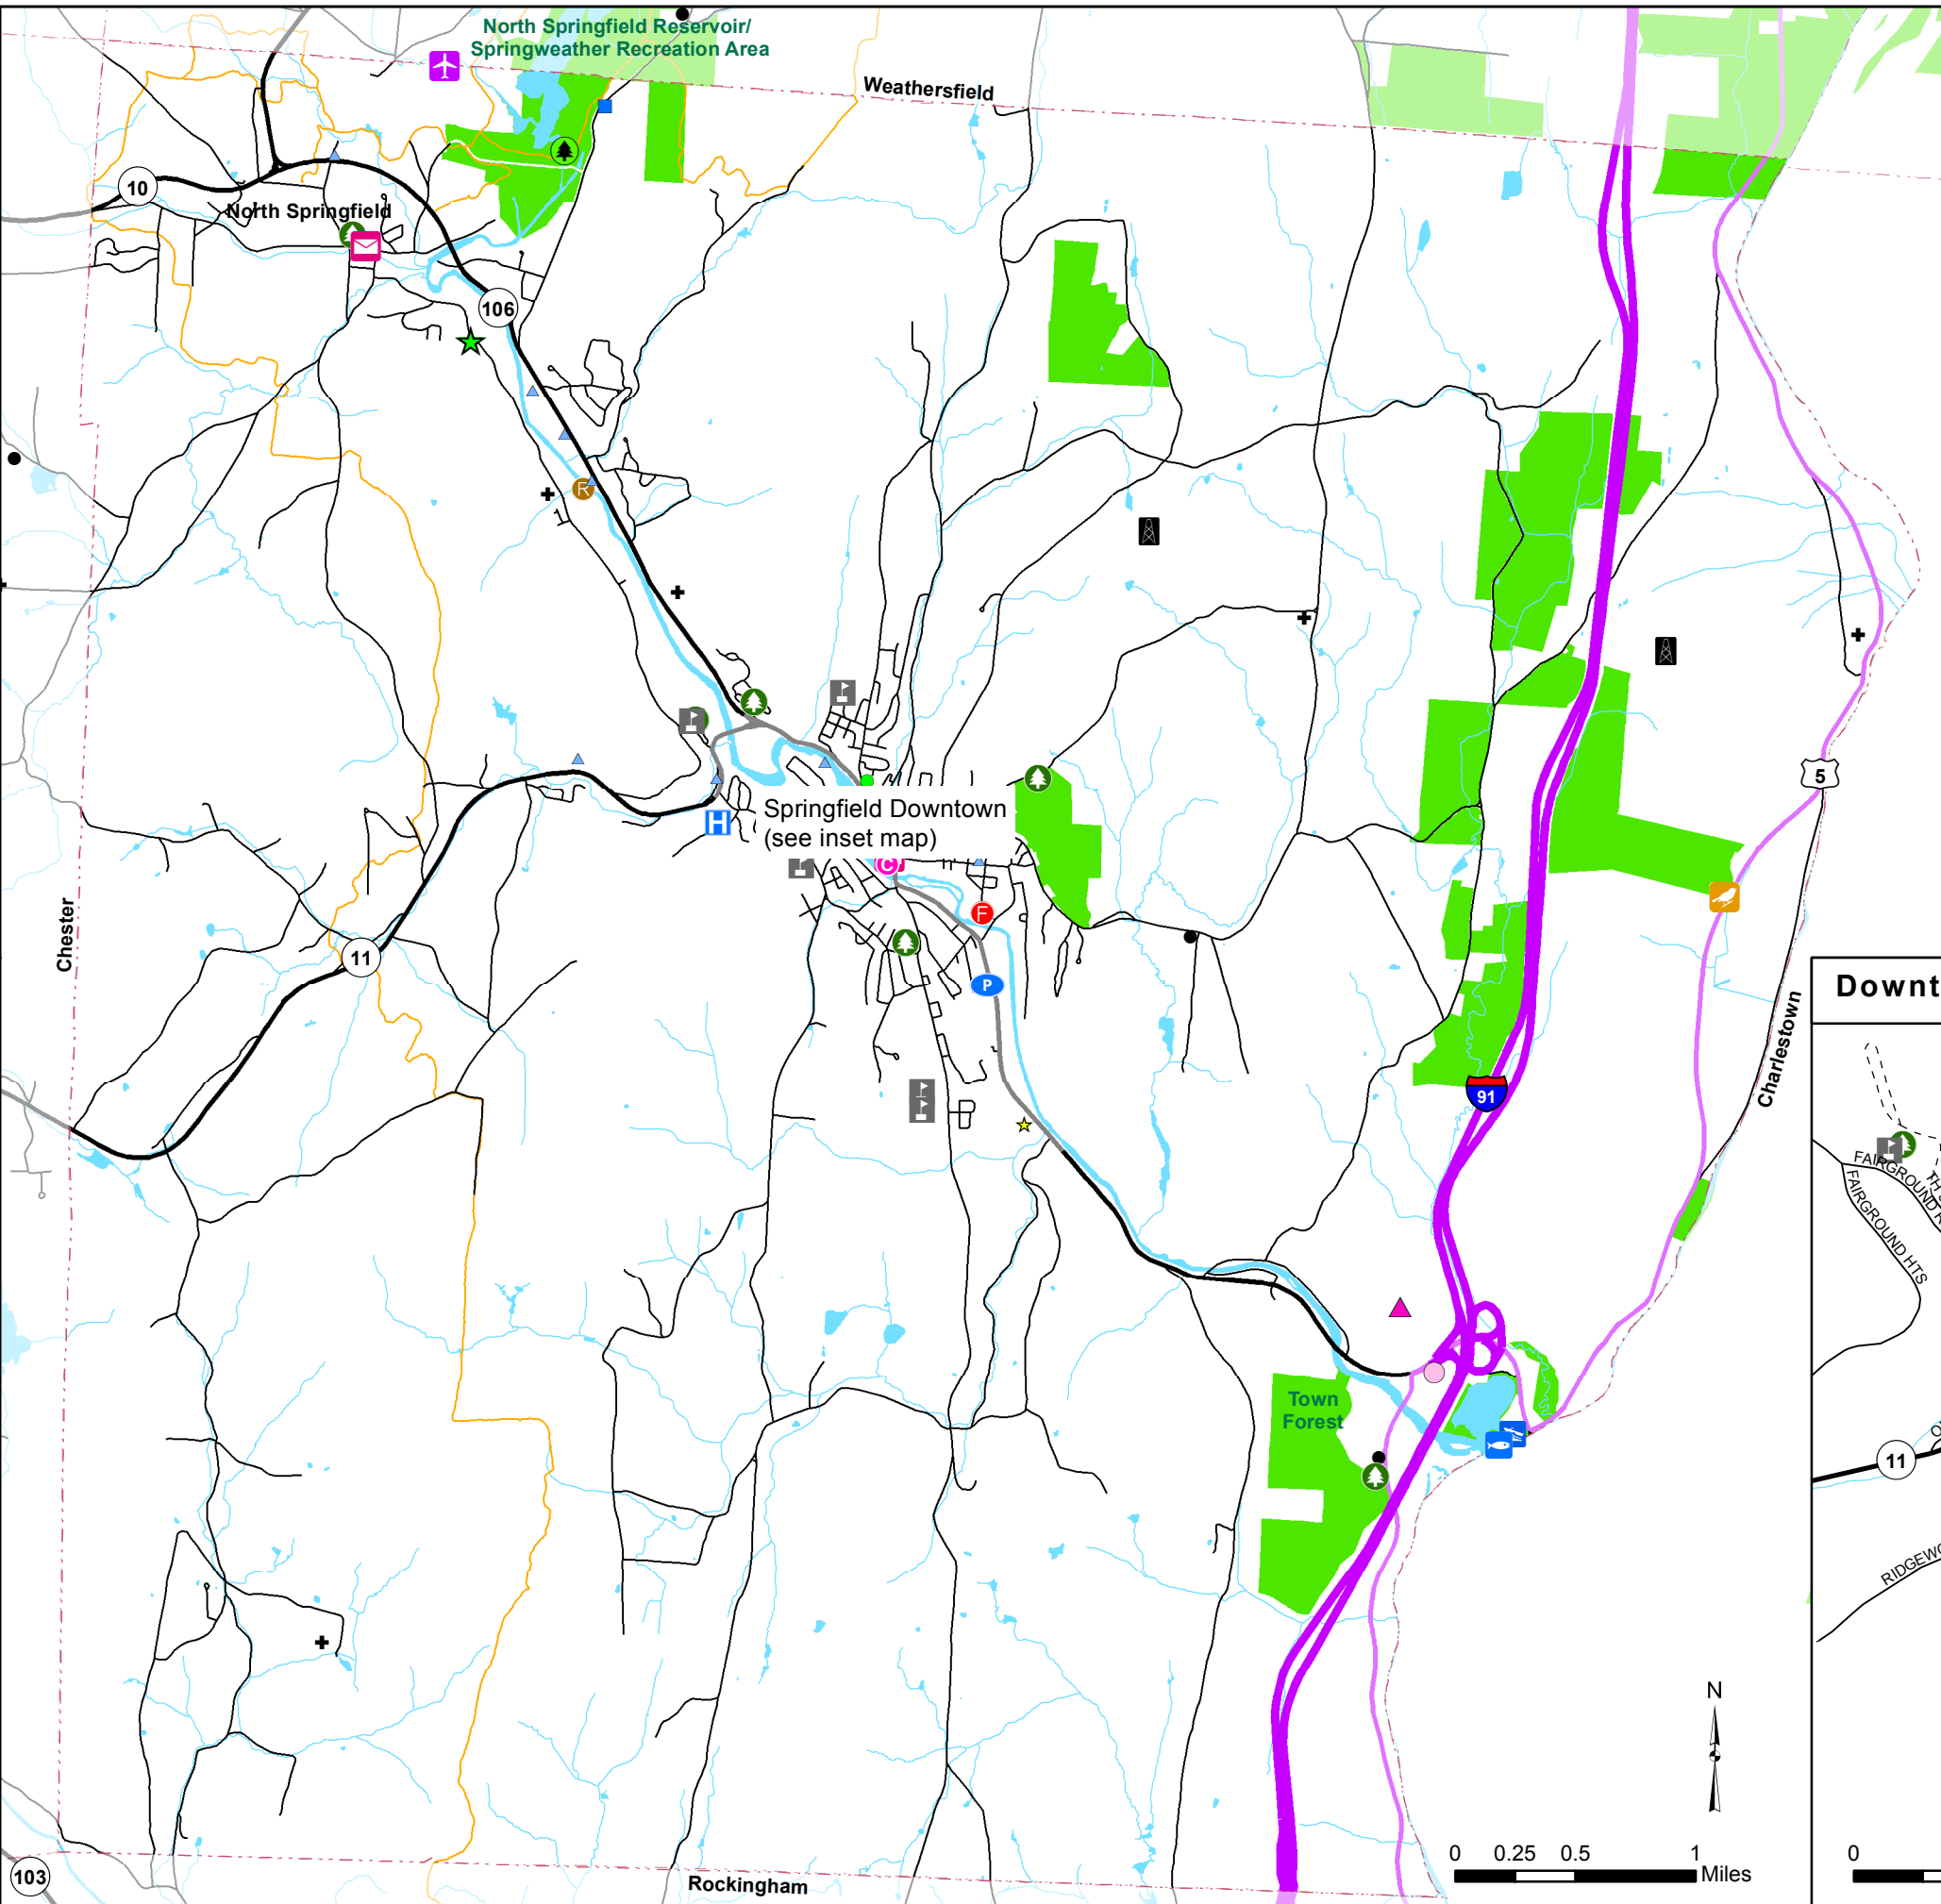 North Springfield Reservoir/
Springweather Recreation Area
Weathersfield
10
North Springfield
106
R
5
Springfield Downtown
(see inset map)
H
C
F
Chester
11
P
Charlestown
Downt
91
FAIRGROUND R
FAIRGROUND HTS
TH
Town
Forest
11
O
RIDGEWO
N
0 0.25 0.5 1
Miles
0
103
Rockingham